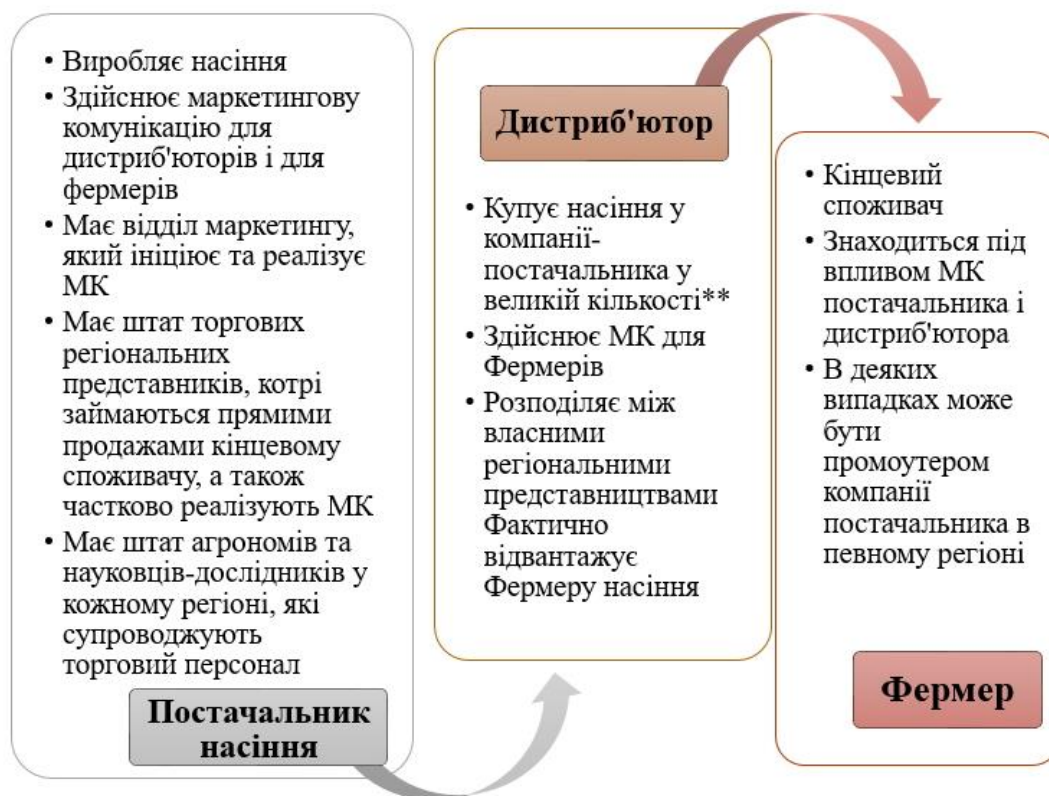 • Виробляє насіння
• Здійснює маркетингову
комунікацію для
дистриб'юторів і для
фермерів
• Має відділ маркетингу,
який ініціює та реалізує
МК
• Має штат торгових
регіональних
представників, котрі
займаються прямими
продажами кінцевому
споживачу, а також
частково реалізують МК
• Має штат агрономів та
науковців-дослідників у
кожному регіоні, які
супроводжують
торговий персонал
Постачальник
насіння
Дистриб'ютор
• Купує насіння у
компанії-
постачальника у
великій кількості**
• Здійснює МК для
Фермерів
• Розподіляє між
власними
регіональними
представництвами
Фактично
відвантажує
Фермеру насіння
• Кінцевий
споживач
• Знаходиться під
впливом МК
постачальника і
дистриб'ютора
• В деяких
випадках може
бути
промоутером
компанії
постачальника в
певному регіоні
Фермер